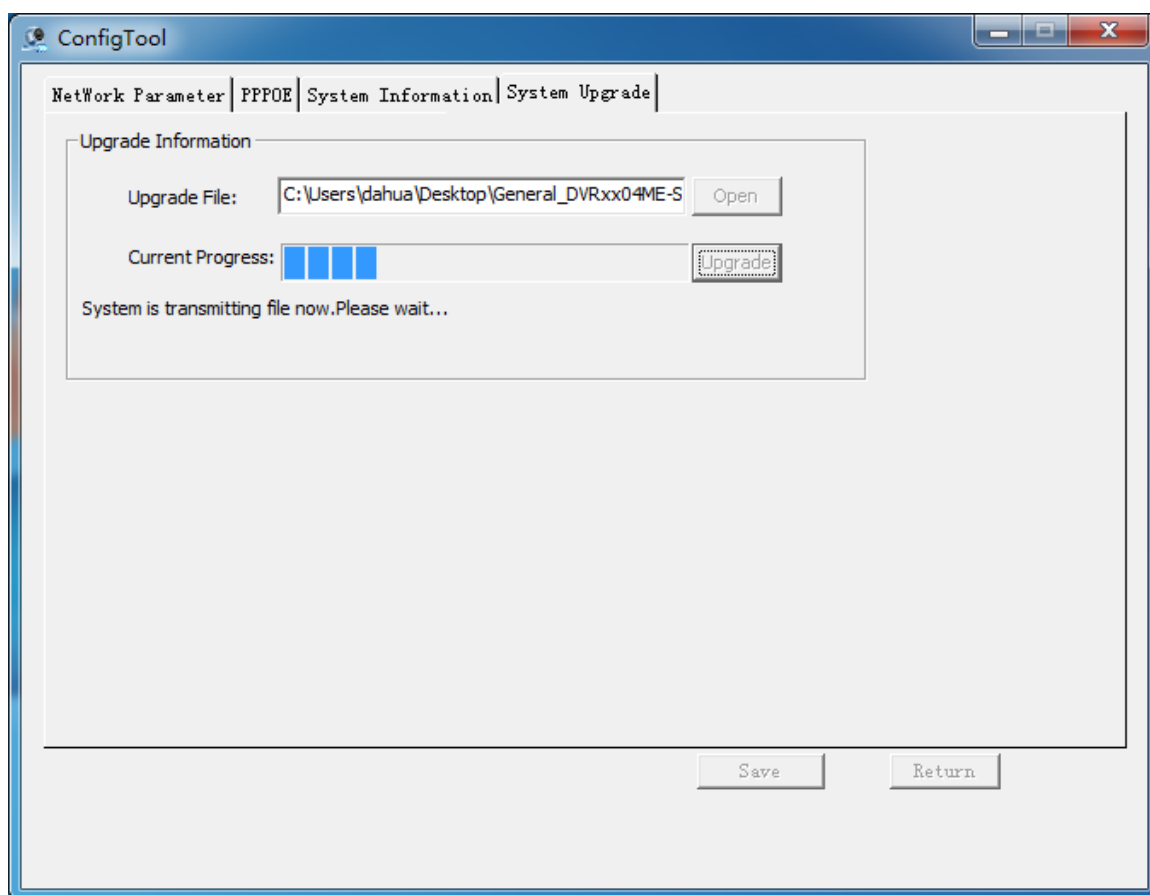 ConfigTool
NetWork Parameter PPPOE System Information System Upgrade
Upgrade Information
Upgrade File: C:\Users\dahua\Desktop\General_DVRxx04ME-S Open
Current Progress: Upgrade
System is transmitting file now.Please wait...
Save Return